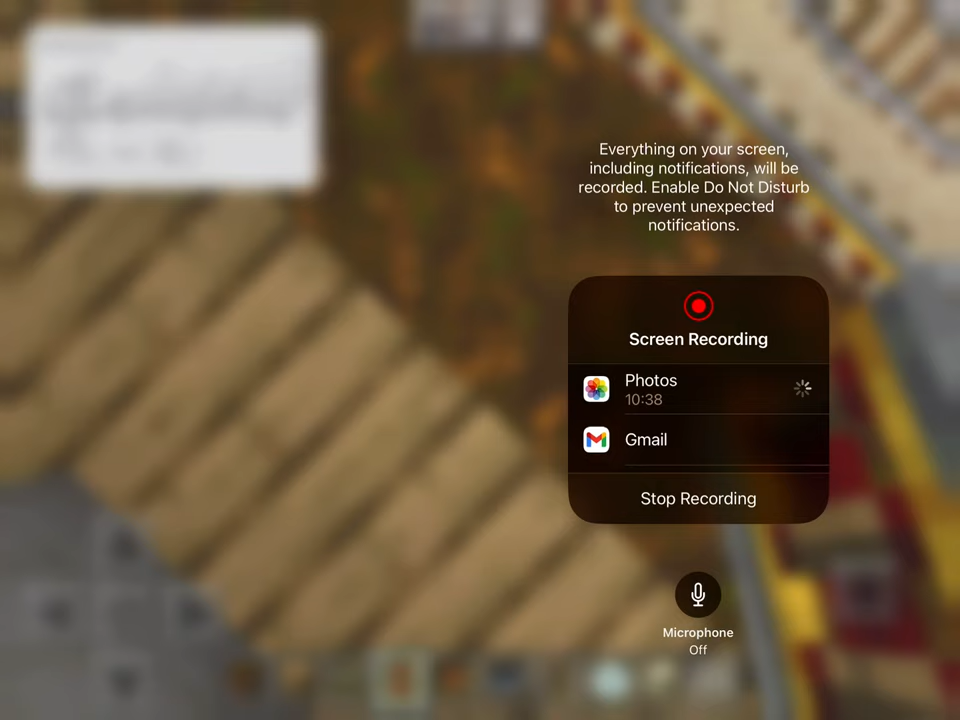 Everything on your screen,
including notifications, will be
recorded. Enable Do Not Disturb
to prevent unexpected
notifications.
Screen Recording
Photos
10:38
Gmail
Stop Recording
Microphone
Off